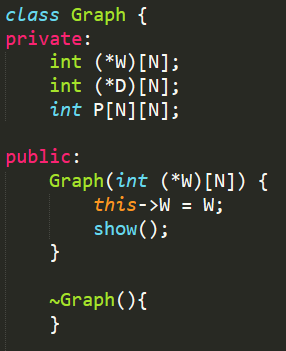 class Graph {
private:
    int (*W)[N];
    int (*D)[N];
    int P[N][N];

public:
    Graph(int (*W)[N]) {
        this->W = W;
        show();
    }

    ~Graph(){
    }